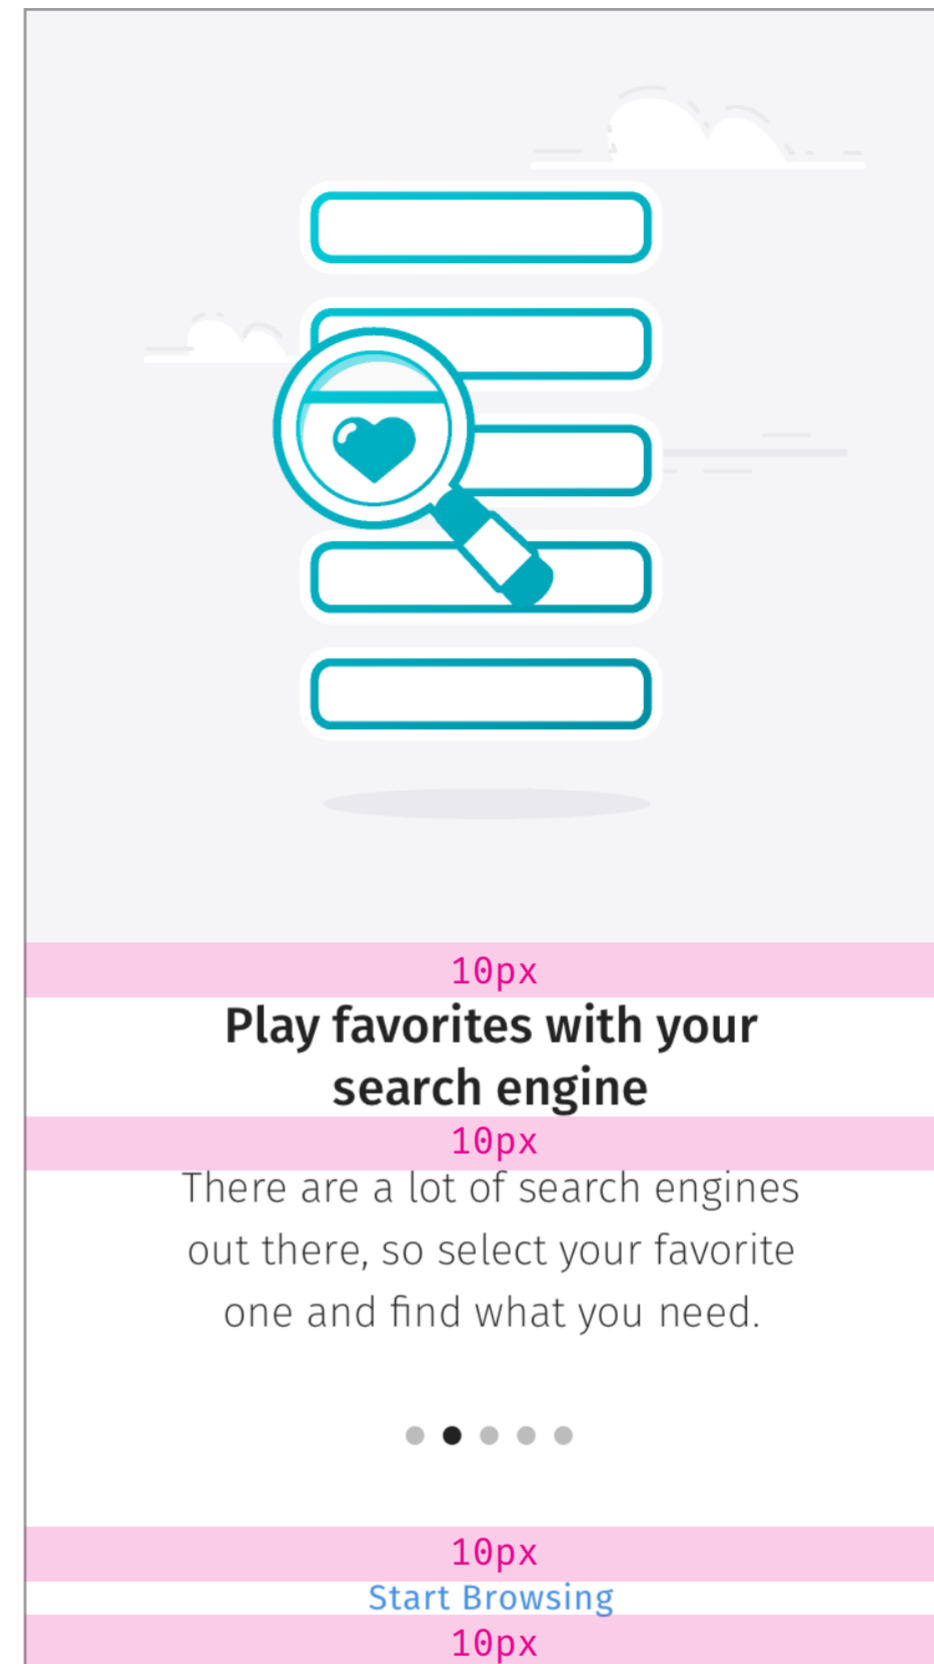 10px
Play favorites with your
search engine
10px
There are a lot of search engines
out there, so select your favorite
one and find what you need.
10px
Start Browsing
10px